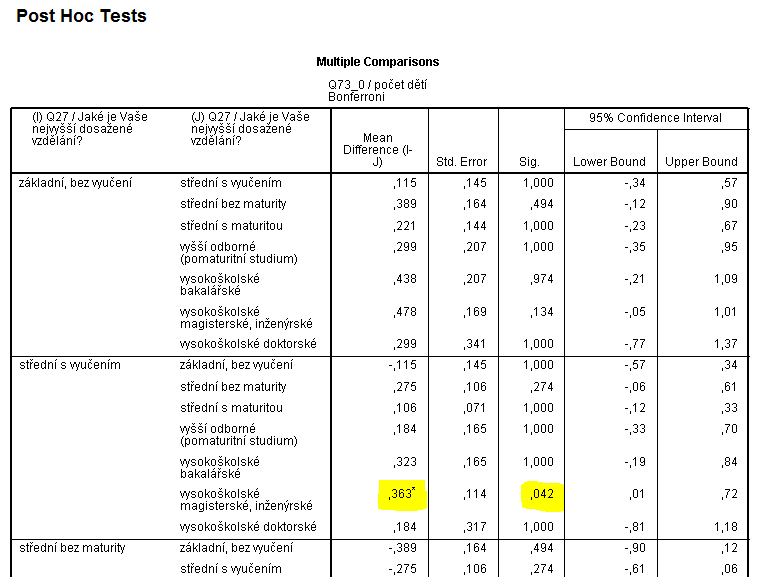 Post Hoc Tests
Multiple Comparisons
Q73_0 / počet dětí
Bonferroni
(I) Q27 / Jaké je Vaše nejvyšší dosažené vzdělání? (J) Q27 / Jaké je Vaše nejvyšší dosažené vzdělání? Mean Difference (I-J) Std. Error Sig. 95% Confidence Interval
Lower Bound Upper Bound
základní, bez vyučení střední s vyučením ,115 ,145 1,000 -,34 ,57
střední bez maturity ,389 ,164 ,494 -,12 ,90
střední s maturitou ,221 ,144 1,000 -,23 ,67
vyšší odborné
(pomaturitní studium) ,299 ,207 1,000 -,35 ,95
vysokoškolské
bakalářské ,438 ,207 ,974 -,21 1,09
vysokoškolské
magisterské, inženýrské ,478 ,169 ,134 -,05 1,01
vysokoškolské doktorské ,299 ,341 1,000 -,77 1,37
střední s vyučením základní, bez vyučení -,115 ,145 1,000 -,57 ,34
střední bez maturity ,275 ,106 ,274 -,06 ,61
střední s maturitou ,106 ,071 1,000 -,12 ,33
vyšší odborné
(pomaturitní studium) ,184 ,165 1,000 -,33 ,70
vysokoškolské
bakalářské ,323 ,165 1,000 -,19 ,84
vysokoškolské
magisterské, inženýrské ,363* ,114 ,042 ,01 ,72
vysokoškolské doktorské ,184 ,317 1,000 -,81 1,18
střední bez maturity základní, bez vyučení -,389 ,164 ,494 -,90 ,12
střední s vyučením -,275 ,106 ,274 -,61 ,06